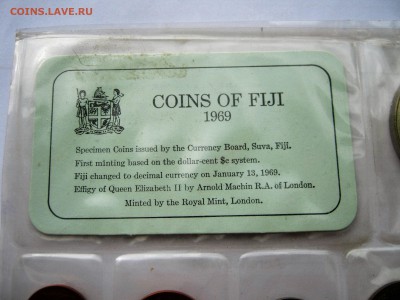 COINS.LAVE.RU
COINS OF FIJI
1969
Specimen Coins issued by the Currency Board, Suva, Fiji.
First minting based on the dollar-cent $c system.
Fiji changed to decimal currency on January 13, 1969.
Effigy of Queen Elizabeth II by Arnold Machin R.A. of London.
Minted by the Royal Mint, London.